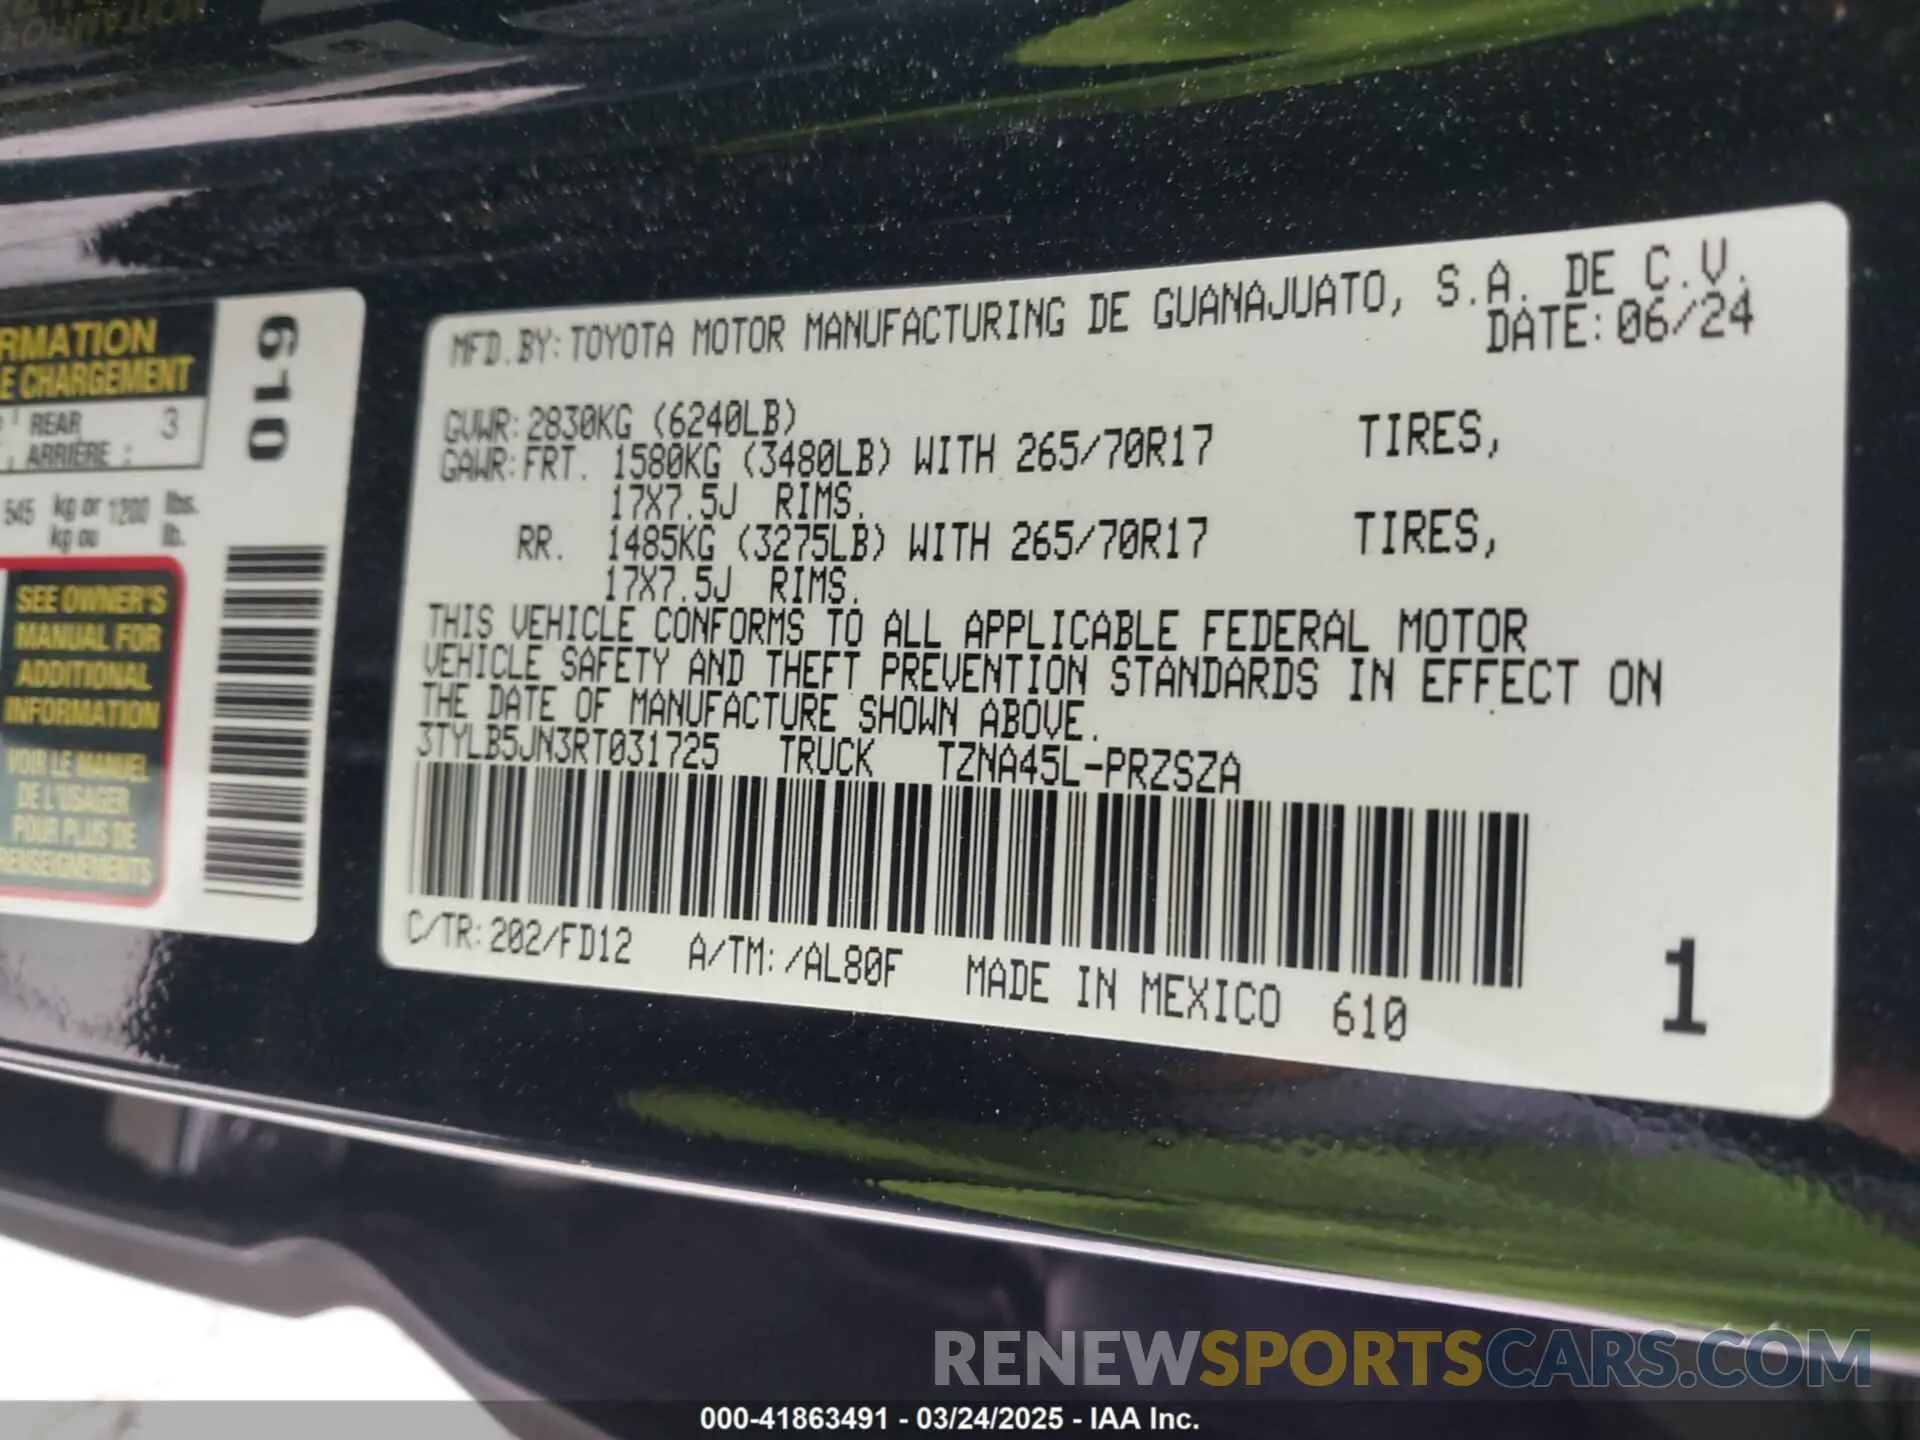 RMATION
E CHARGEMENT
REAR 3
ARRIÈRE :
545 kg or 1200 lbs.
kg ou lb.
SEE OWNER'S
MANUAL FOR
ADDITIONAL
INFORMATION
VOIR LE MANUEL
DE L'USAGER
POUR PLUS DE
RENSEIGNEMENTS
610
MFD.BY:TOYOTA MOTOR MANUFACTURING DE GUANAJUATO, S.A. DE C.V.
DATE:06/24
GVWR:2830KG (6240LB)
GAWR:FRT. 1580KG (3480LB) WITH 265/70R17 TIRES,
17X7.5J RIMS.
RR. 1485KG (3275LB) WITH 265/70R17 TIRES,
17X7.5J RIMS.
THIS VEHICLE CONFORMS TO ALL APPLICABLE FEDERAL MOTOR
VEHICLE SAFETY AND THEFT PREVENTION STANDARDS IN EFFECT ON
THE DATE OF MANUFACTURE SHOWN ABOVE.
3TYLB5JN3RT031725 TRUCK TZNA45L-PRZSZA
C/TR:202/FD12 A/TM:/AL80F MADE IN MEXICO 610
1
RENEWSPORTSCARS.COM
000-41863491 - 03/24/2025 - IAA Inc.